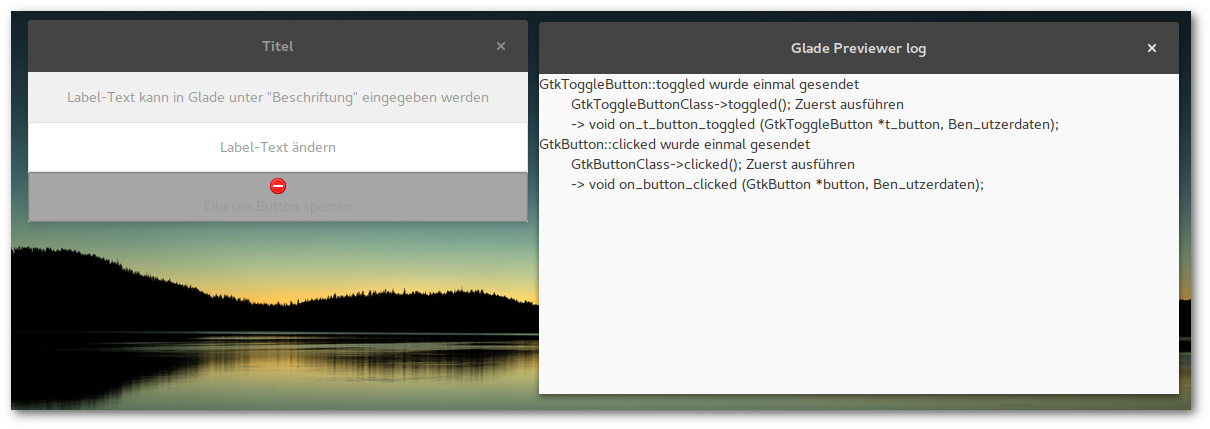 Titel
Label-Text kann in Glade unter "Beschriftung" eingegeben werden
Label-Text ändern
Oberen Button sperren
Glade Previewer log
GtkToggleButton::toggled wurde einmal gesendet
GtkToggleButtonClass->toggled(); Zuerst ausführen
-> void on_t_button_toggled (GtkToggleButton *t_button, Ben_utzerdaten);
GtkButton::clicked wurde einmal gesendet
GtkButtonClass->clicked(); Zuerst ausführen
-> void on_button_clicked (GtkButton *button, Ben_utzerdaten);